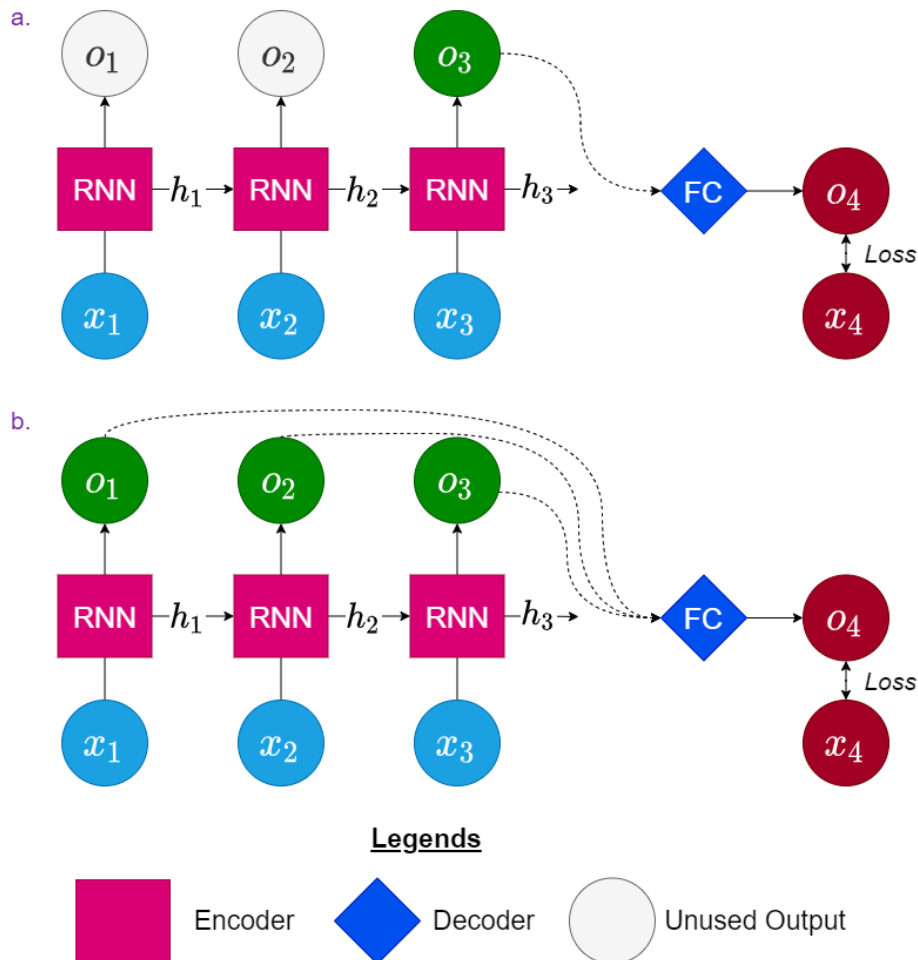 a.
o₁ o₂ o₃
RNN h₁ RNN h₂ RNN h₃ FC o₄
Loss
x₁ x₂ x₃ x₄
b.
o₁ o₂ o₃
RNN h₁ RNN h₂ RNN h₃ FC o₄
Loss
x₁ x₂ x₃ x₄
Legends
Encoder Decoder Unused Output